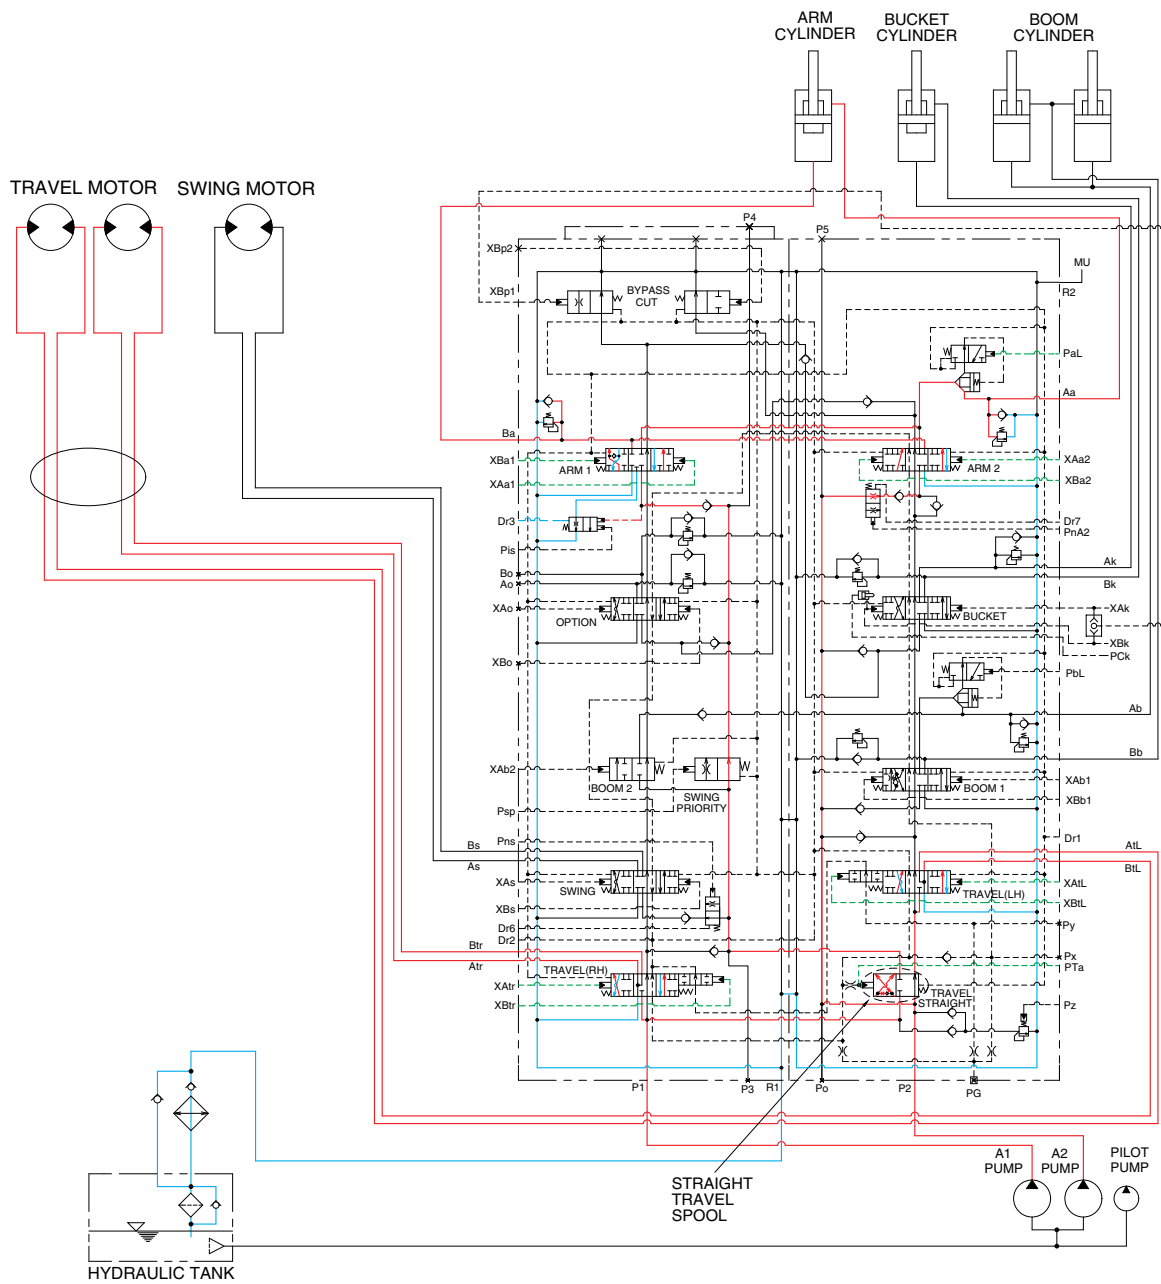 ARM
CYLINDER
BUCKET
CYLINDER
BOOM
CYLINDER
TRAVEL MOTOR
SWING MOTOR
P4
P5
XBp2
MU
XBp1
BYPASS
CUT
R2
PaL
Aa
Ba
XBa1
ARM 1
XAa1
ARM 2
XAa2
XBa2
Dr3
Pis
Dr7
PnA2
Bo
Ao
Ak
Bk
XAo
OPTION
BUCKET
XAk
XBk
PCk
XBo
PbL
Ab
Bb
XAb2
BOOM 2
SWING
PRIORITY
BOOM 1
XAb1
XBb1
Psp
Pns
Bs
As
Dr1
AtL
BtL
XAs
SWING
XBs
TRAVEL(LH)
XAtL
XBtL
Dr6
Dr2
Py
Btr
Atr
Px
PTa
TRAVEL(RH)
XAtr
XBtr
TRAVEL
STRAIGHT
Pz
P1
P3
R1
Po
P2
PG
STRAIGHT
TRAVEL
SPOOL
A1
PUMP
A2
PUMP
PILOT
PUMP
HYDRAULIC TANK